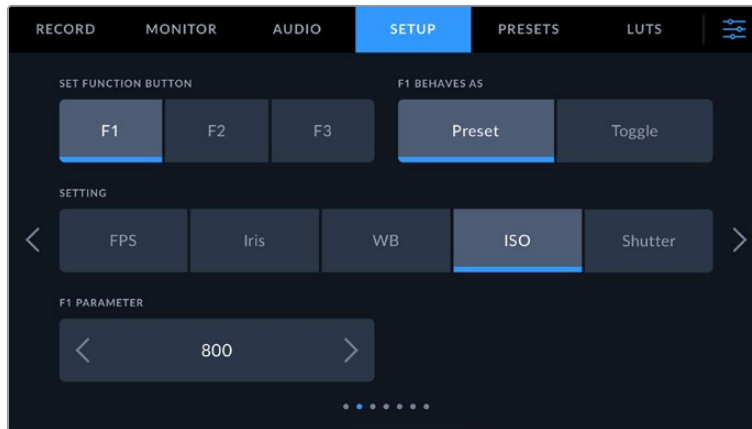 RECORD MONITOR AUDIO SETUP PRESETS LUTS
SET FUNCTION BUTTON F1 BEHAVES AS
F1 F2 F3 Preset Toggle
SETTING
FPS Iris WB ISO Shutter
F1 PARAMETER
800